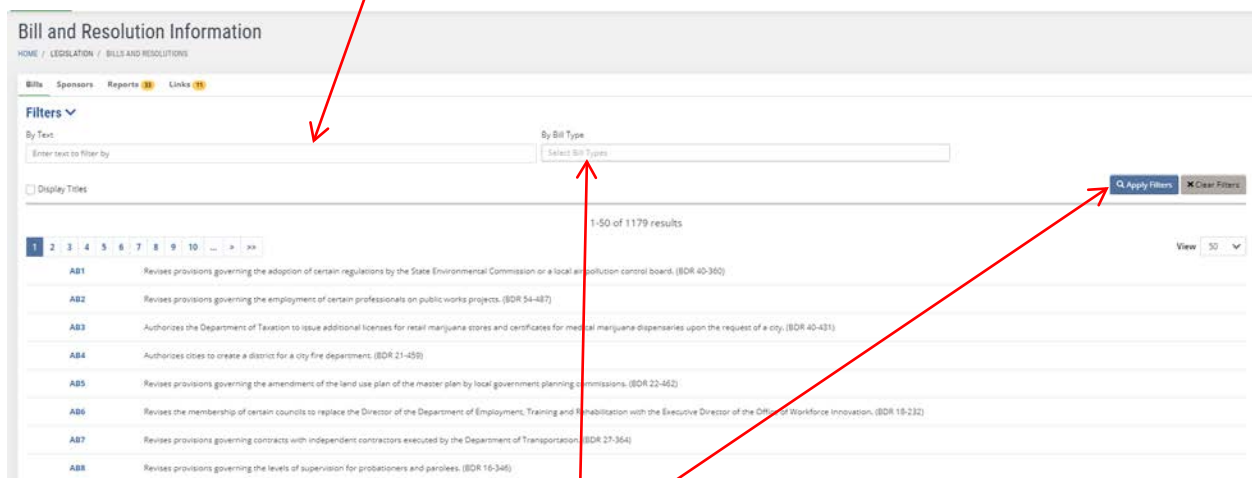 Bill and Resolution Information
HOME / LEGISLATION / BILLS AND RESOLUTIONS
Bills Sponsors Reports 33 Links 11
Filters
By Text By Bill Type
Enter text to filter by Select Bill Types
Display Titles Apply Filters Clear Filters
1-50 of 1179 results
1 2 3 4 5 6 7 8 9 10 ... > >> View 50
AB1 Revises provisions governing the adoption of certain regulations by the State Environmental Commission or a local air pollution control board. (BDR 40-360)
AB2 Revises provisions governing the employment of certain professionals on public works projects. (BDR 54-487)
AB3 Authorizes the Department of Taxation to issue additional licenses for retail marijuana stores and certificates for medical marijuana dispensaries upon the request of a city. (BDR 40-431)
AB4 Authorizes cities to create a district for a city fire department. (BDR 21-459)
AB5 Revises provisions governing the amendment of the land use plan of the master plan by local government planning commissions. (BDR 22-462)
AB6 Revises the membership of certain councils to replace the Director of the Department of Employment, Training and Rehabilitation with the Executive Director of the Office of Workforce Innovation. (BDR 18-232)
AB7 Revises provisions governing contracts with independent contractors executed by the Department of Transportation. (BDR 27-364)
AB8 Revises provisions governing the levels of supervision for probationers and parolees. (BDR 16-346)